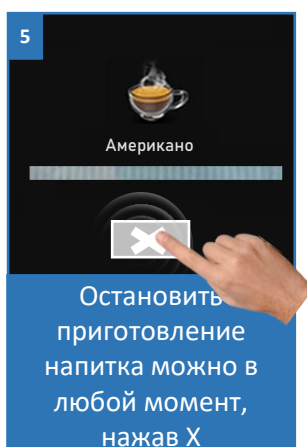 5
Американо
Остановить
приготовление
напитка можно в
любой момент,
нажав X